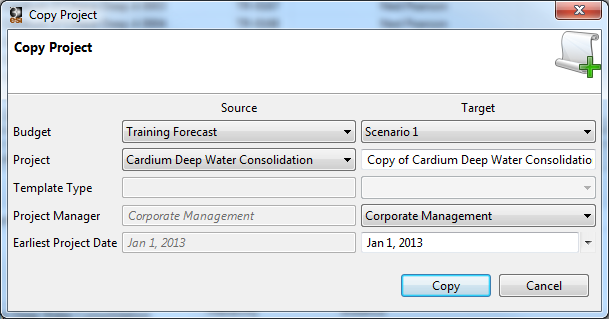 Copy Project
Copy Project
Source Target
Budget Training Forecast Scenario 1
Project Cardium Deep Water Consolidation Copy of Cardium Deep Water Consolidatio
Template Type
Project Manager Corporate Management Corporate Management
Earliest Project Date Jan 1, 2013 Jan 1, 2013
Copy Cancel